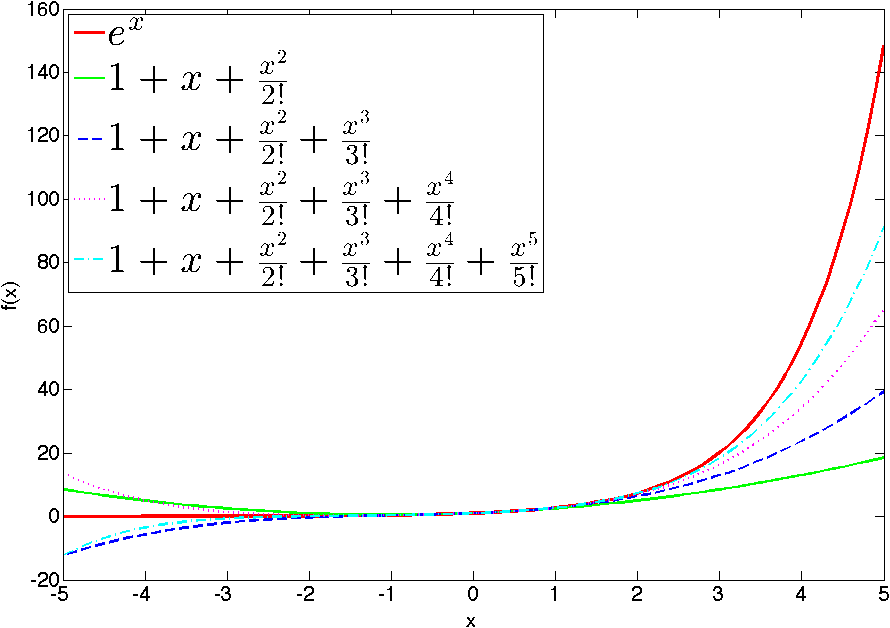 160
140
120
100
80
60
40
20
0
-20
f(x)
e^x
1 + x + x^2/2!
1 + x + x^2/2! + x^3/3!
1 + x + x^2/2! + x^3/3! + x^4/4!
1 + x + x^2/2! + x^3/3! + x^4/4! + x^5/5!
-5 -4 -3 -2 -1 0 1 2 3 4 5
x